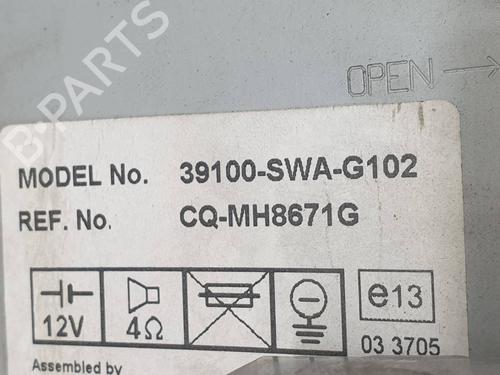 B-PARTS
OPEN
MODEL No. 39100-SWA-G102
REF. No. CQ-MH8671G
12V 4Ω e13
03 3705
Assembled by